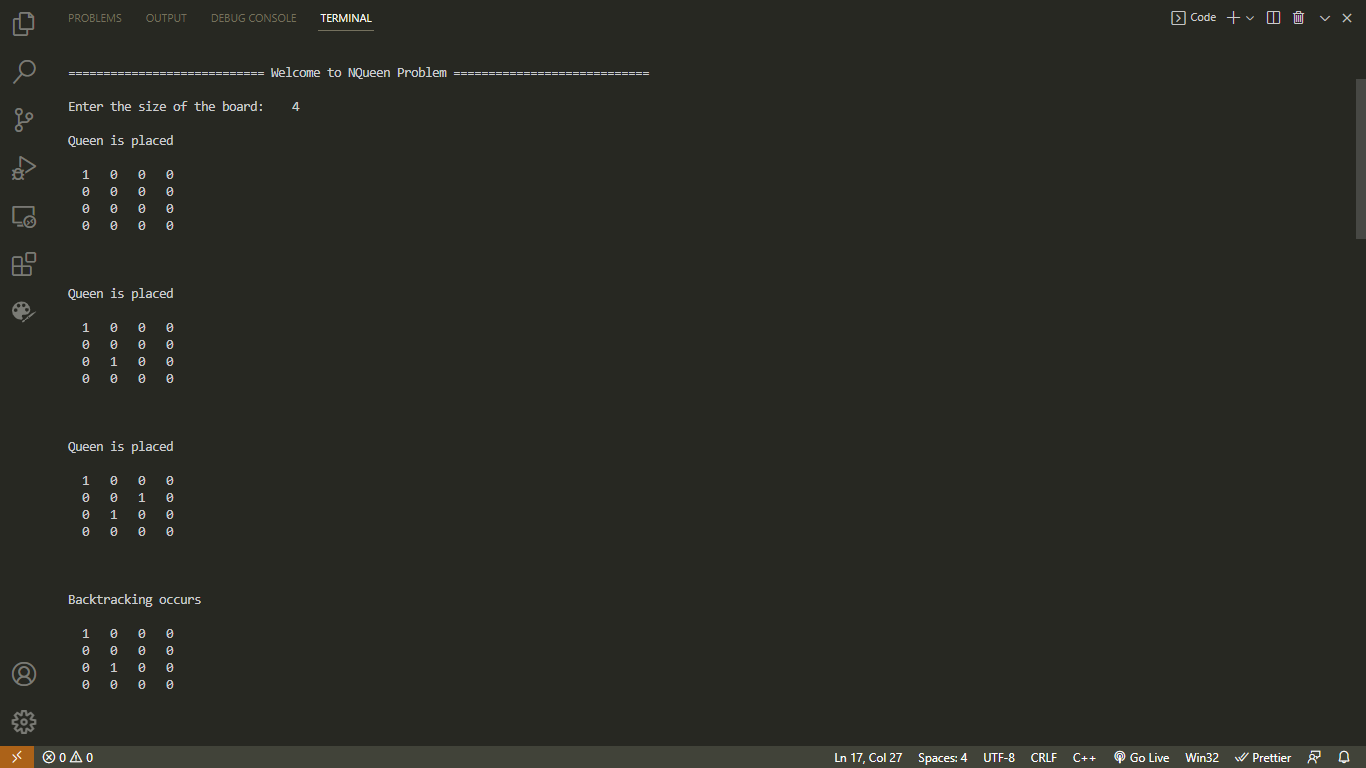 PROBLEMS OUTPUT DEBUG CONSOLE TERMINAL Code
============================ Welcome to NQueen Problem ============================
Enter the size of the board: 4
Queen is placed
1 0 0 0
0 0 0 0
0 0 0 0
0 0 0 0
Queen is placed
1 0 0 0
0 0 0 0
0 1 0 0
0 0 0 0
Queen is placed
1 0 0 0
0 0 1 0
0 1 0 0
0 0 0 0
Backtracking occurs
1 0 0 0
0 0 0 0
0 1 0 0
0 0 0 0
0 0 Ln 17, Col 27 Spaces: 4 UTF-8 CRLF C++ Go Live Win32 Prettier